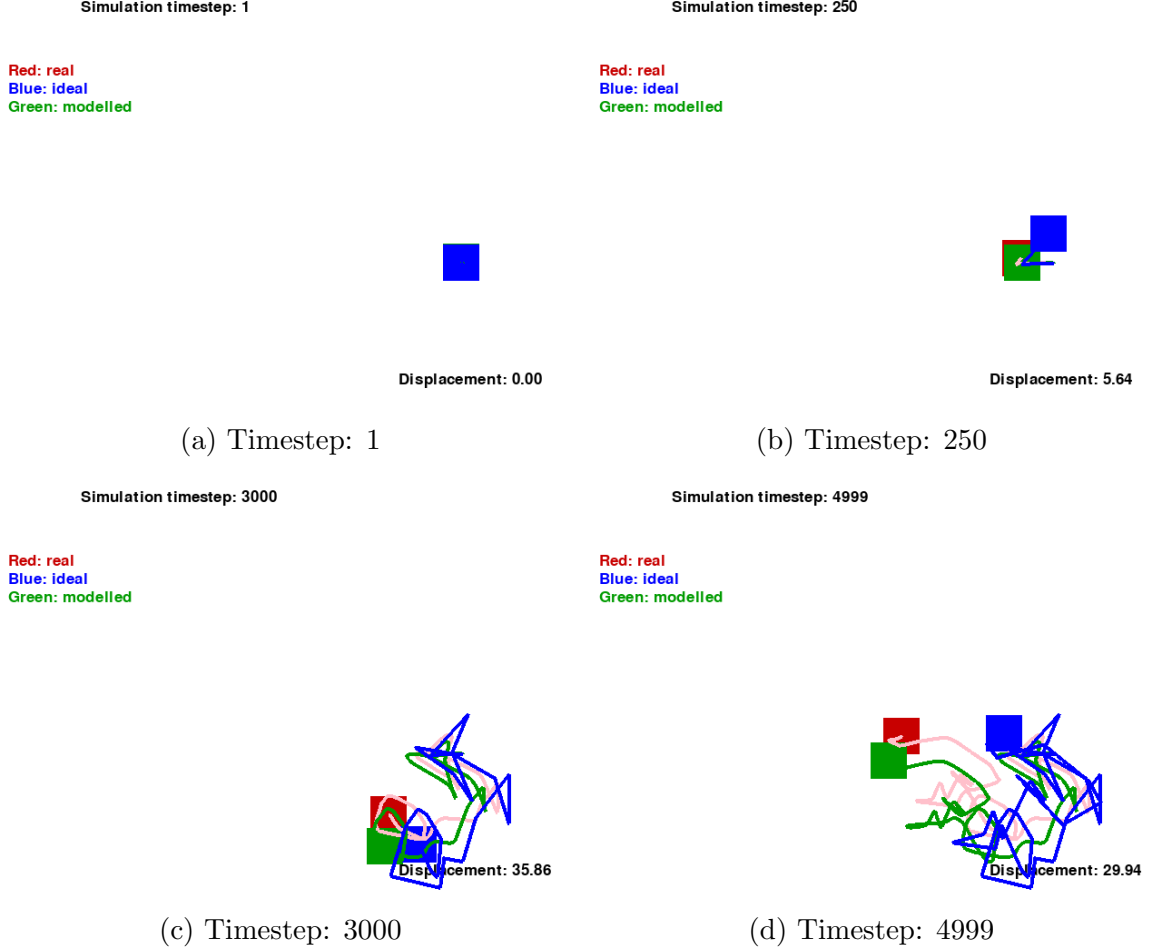 Simulation timestep: 1
Red: real
Blue: ideal
Green: modelled
Displacement: 0.00
(a) Timestep: 1
Simulation timestep: 250
Red: real
Blue: ideal
Green: modelled
Displacement: 5.64
(b) Timestep: 250
Simulation timestep: 3000
Red: real
Blue: ideal
Green: modelled
Displacement: 35.86
(c) Timestep: 3000
Simulation timestep: 4999
Red: real
Blue: ideal
Green: modelled
Displacement: 29.94
(d) Timestep: 4999